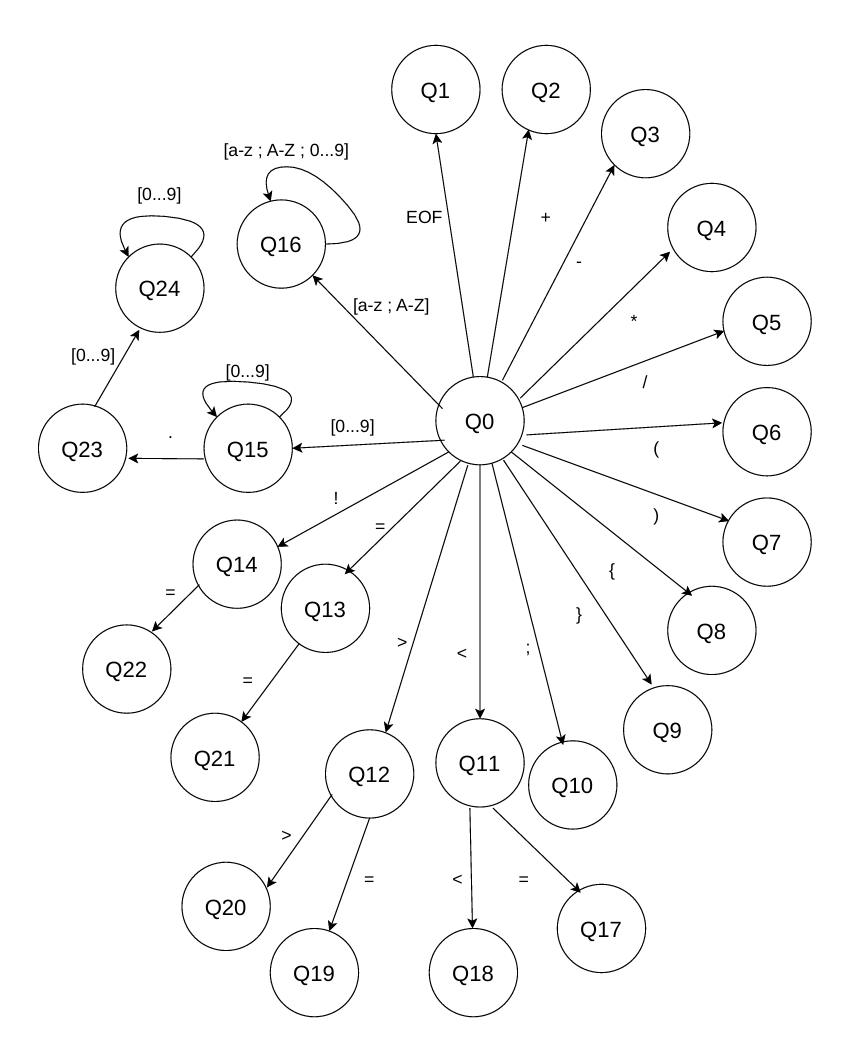 Q1
Q2
Q3
[a-z ; A-Z ; 0...9]
[0...9]
EOF
+
Q4
Q16
-
Q24
[a-z ; A-Z]
*
Q5
[0...9]
[0...9]
/
Q0
[0...9]
Q6
.
Q23
Q15
(
!
=
)
Q7
Q14
=
{
Q13
}
Q8
Q22
>
<
;
=
Q9
Q21
Q12
Q11
Q10
>
=
<
=
Q20
Q17
Q19
Q18